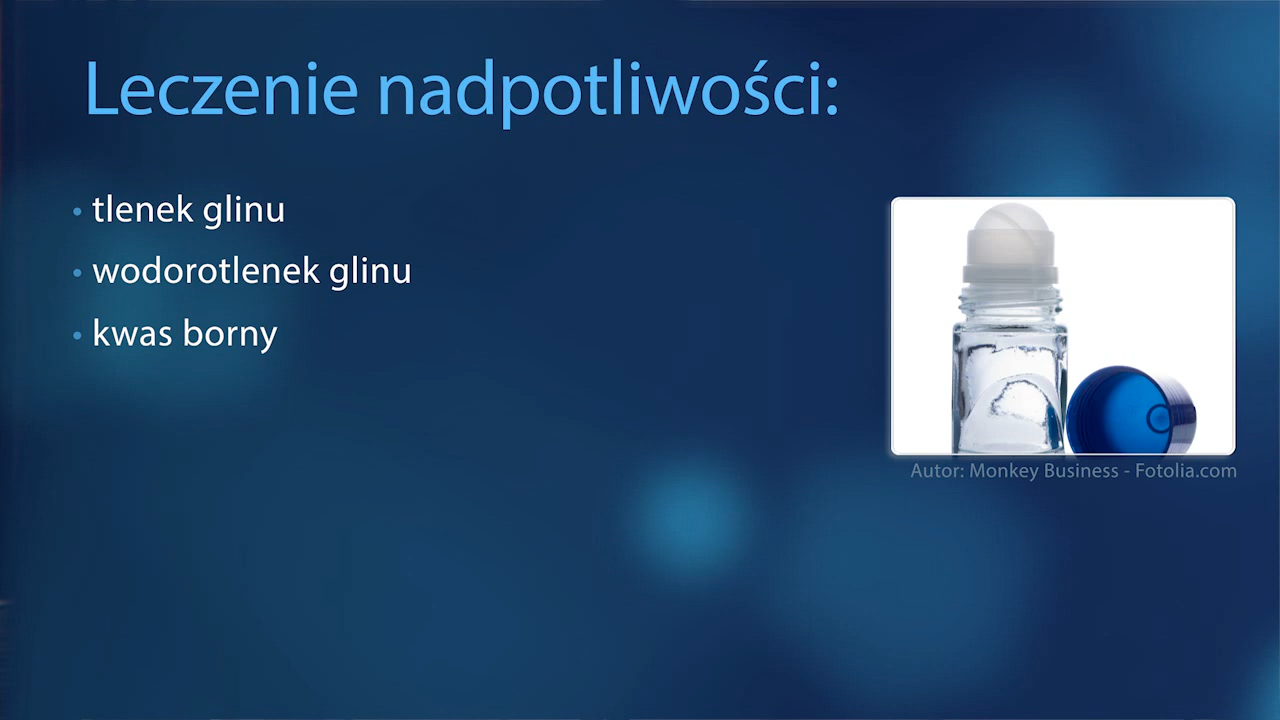 Leczenie nadpotliwości:
• tlenek glinu
• wodorotlenek glinu
• kwas borny
Autor: Monkey Business - Fotolia.com